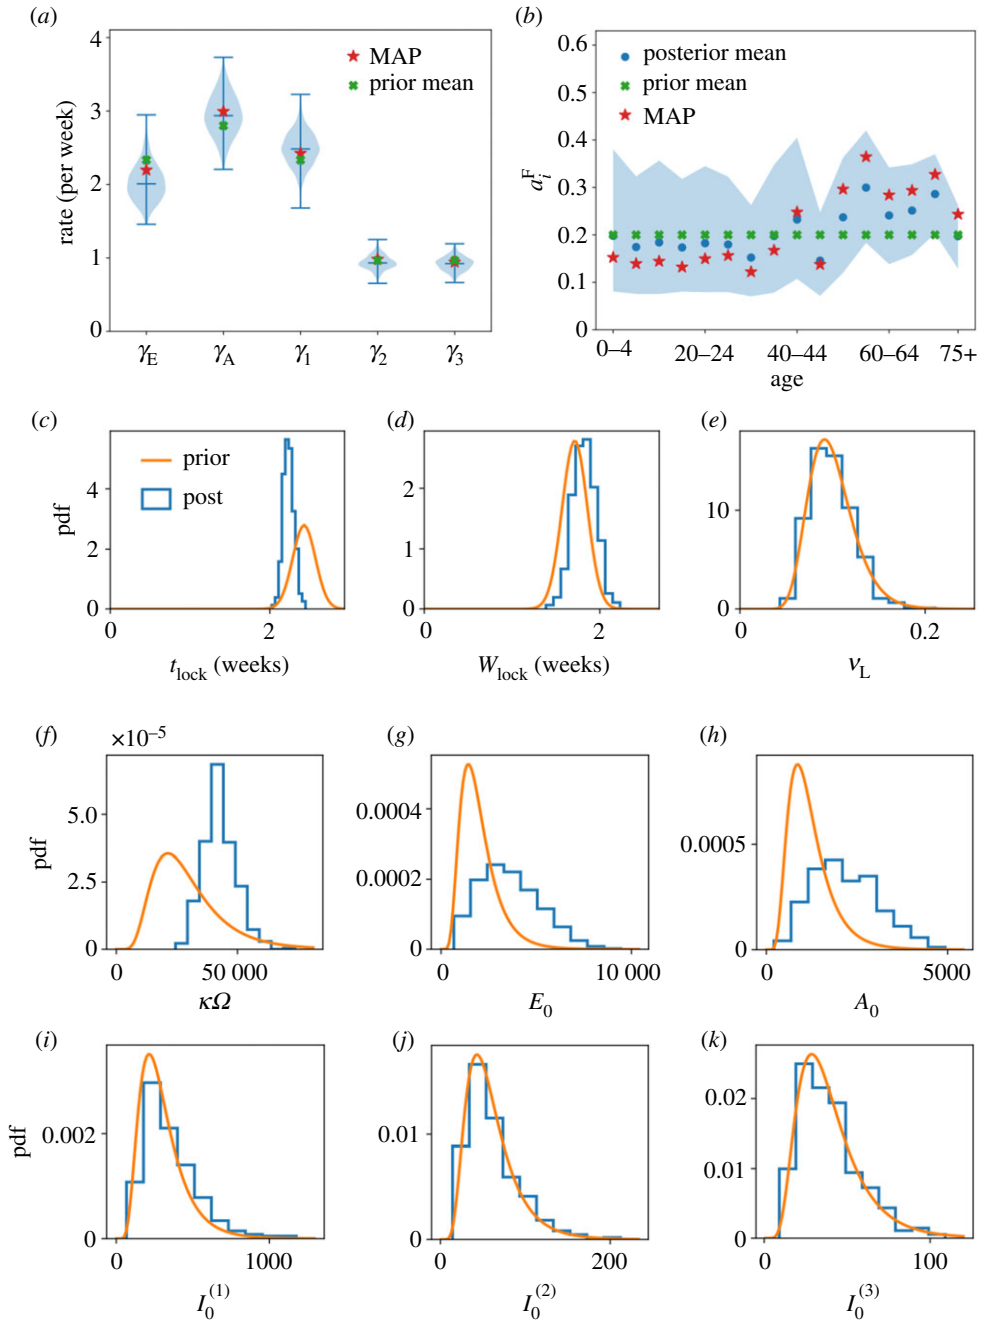 (a)
4
3
2
1
0
rate (per week)
MAP
prior mean
γE
γA
γ1
γ2
γ3
(b)
0.6
0.5
0.4
0.3
0.2
0.1
0
a_i^F
posterior mean
prior mean
MAP
0–4
20–24
40–44
60–64
75+
age
(c)
prior
post
pdf
4
2
0
0
2
t_lock (weeks)
(d)
2
1
0
0
2
W_lock (weeks)
(e)
10
0
0
0.2
ν_L
(f)
×10^−5
5.0
2.5
0
pdf
0
50 000
κΩ
(g)
0.0004
0.0002
0
0
10 000
E_0
(h)
0.0005
0
0
5000
A_0
(i)
0.002
0
pdf
0
1000
I_0^(1)
(j)
0.01
0
0
200
I_0^(2)
(k)
0.02
0.01
0
0
100
I_0^(3)